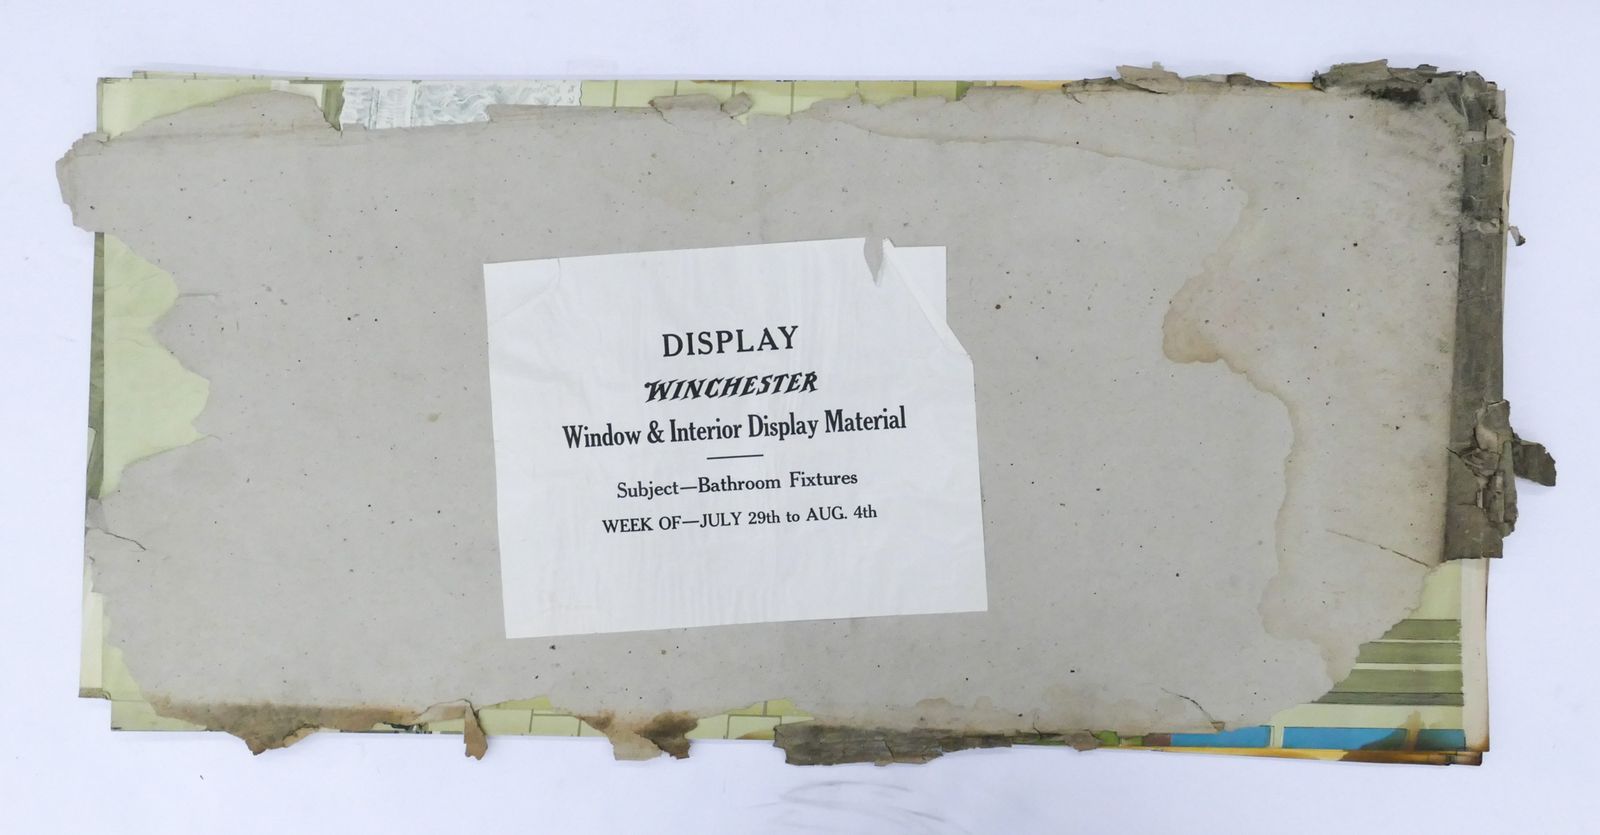 DISPLAY
WINCHESTER
Window & Interior Display Material
Subject—Bathroom Fixtures
WEEK OF—JULY 29th to AUG. 4th